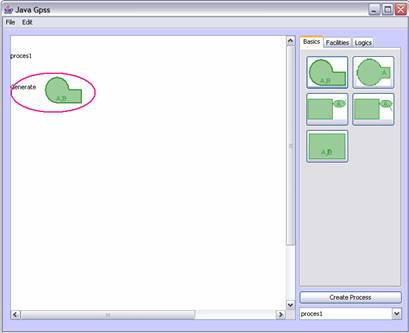 Java Gpss
File Edit
Basics Facilities Logics
proces1
Generate
A,B
A,B
A
A
A
A,B
Create Process
proces1